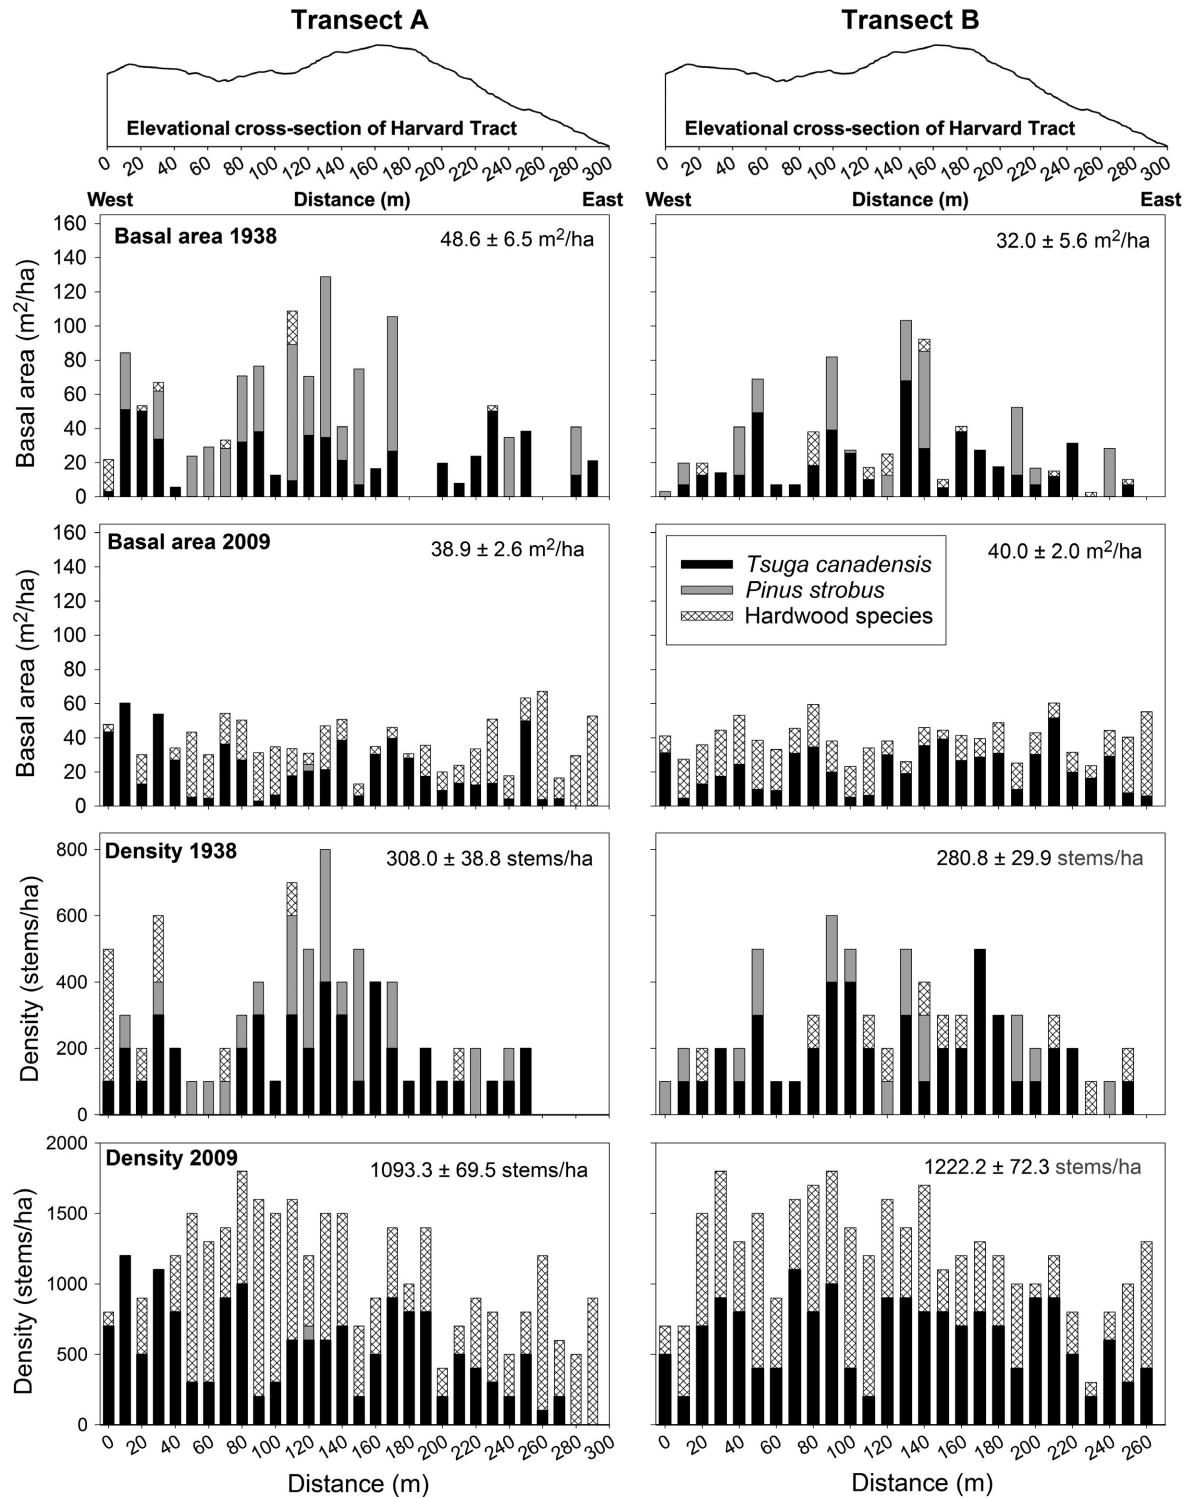 Transect A
Transect B
Elevational cross-section of Harvard Tract
Elevational cross-section of Harvard Tract
0 20 40 60 80 100 120 140 160 180 200 220 240 260 280 300
0 20 40 60 80 100 120 140 160 180 200 220 240 260 280 300
West Distance (m) East
West Distance (m) East
Basal area (m2/ha)
160
140
120
100
80
60
40
20
0
Basal area 1938
48.6 ± 6.5 m2/ha
32.0 ± 5.6 m2/ha
Basal area (m2/ha)
160
140
120
100
80
60
40
20
0
Basal area 2009
38.9 ± 2.6 m2/ha
40.0 ± 2.0 m2/ha
Tsuga canadensis
Pinus strobus
Hardwood species
Density (stems/ha)
800
600
400
200
0
Density 1938
308.0 ± 38.8 stems/ha
280.8 ± 29.9 stems/ha
Density (stems/ha)
2000
1500
1000
500
0
Density 2009
1093.3 ± 69.5 stems/ha
1222.2 ± 72.3 stems/ha
0 20 40 60 80 100 120 140 160 180 200 220 240 260 280 300
0 20 40 60 80 100 120 140 160 180 200 220 240 260
Distance (m)
Distance (m)